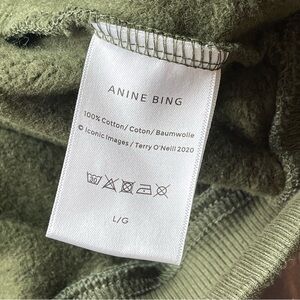 ANINE BING
100% Cotton/ Coton/ Baumwolle
© Iconic Images / Terry O'Neill 2020
L/G